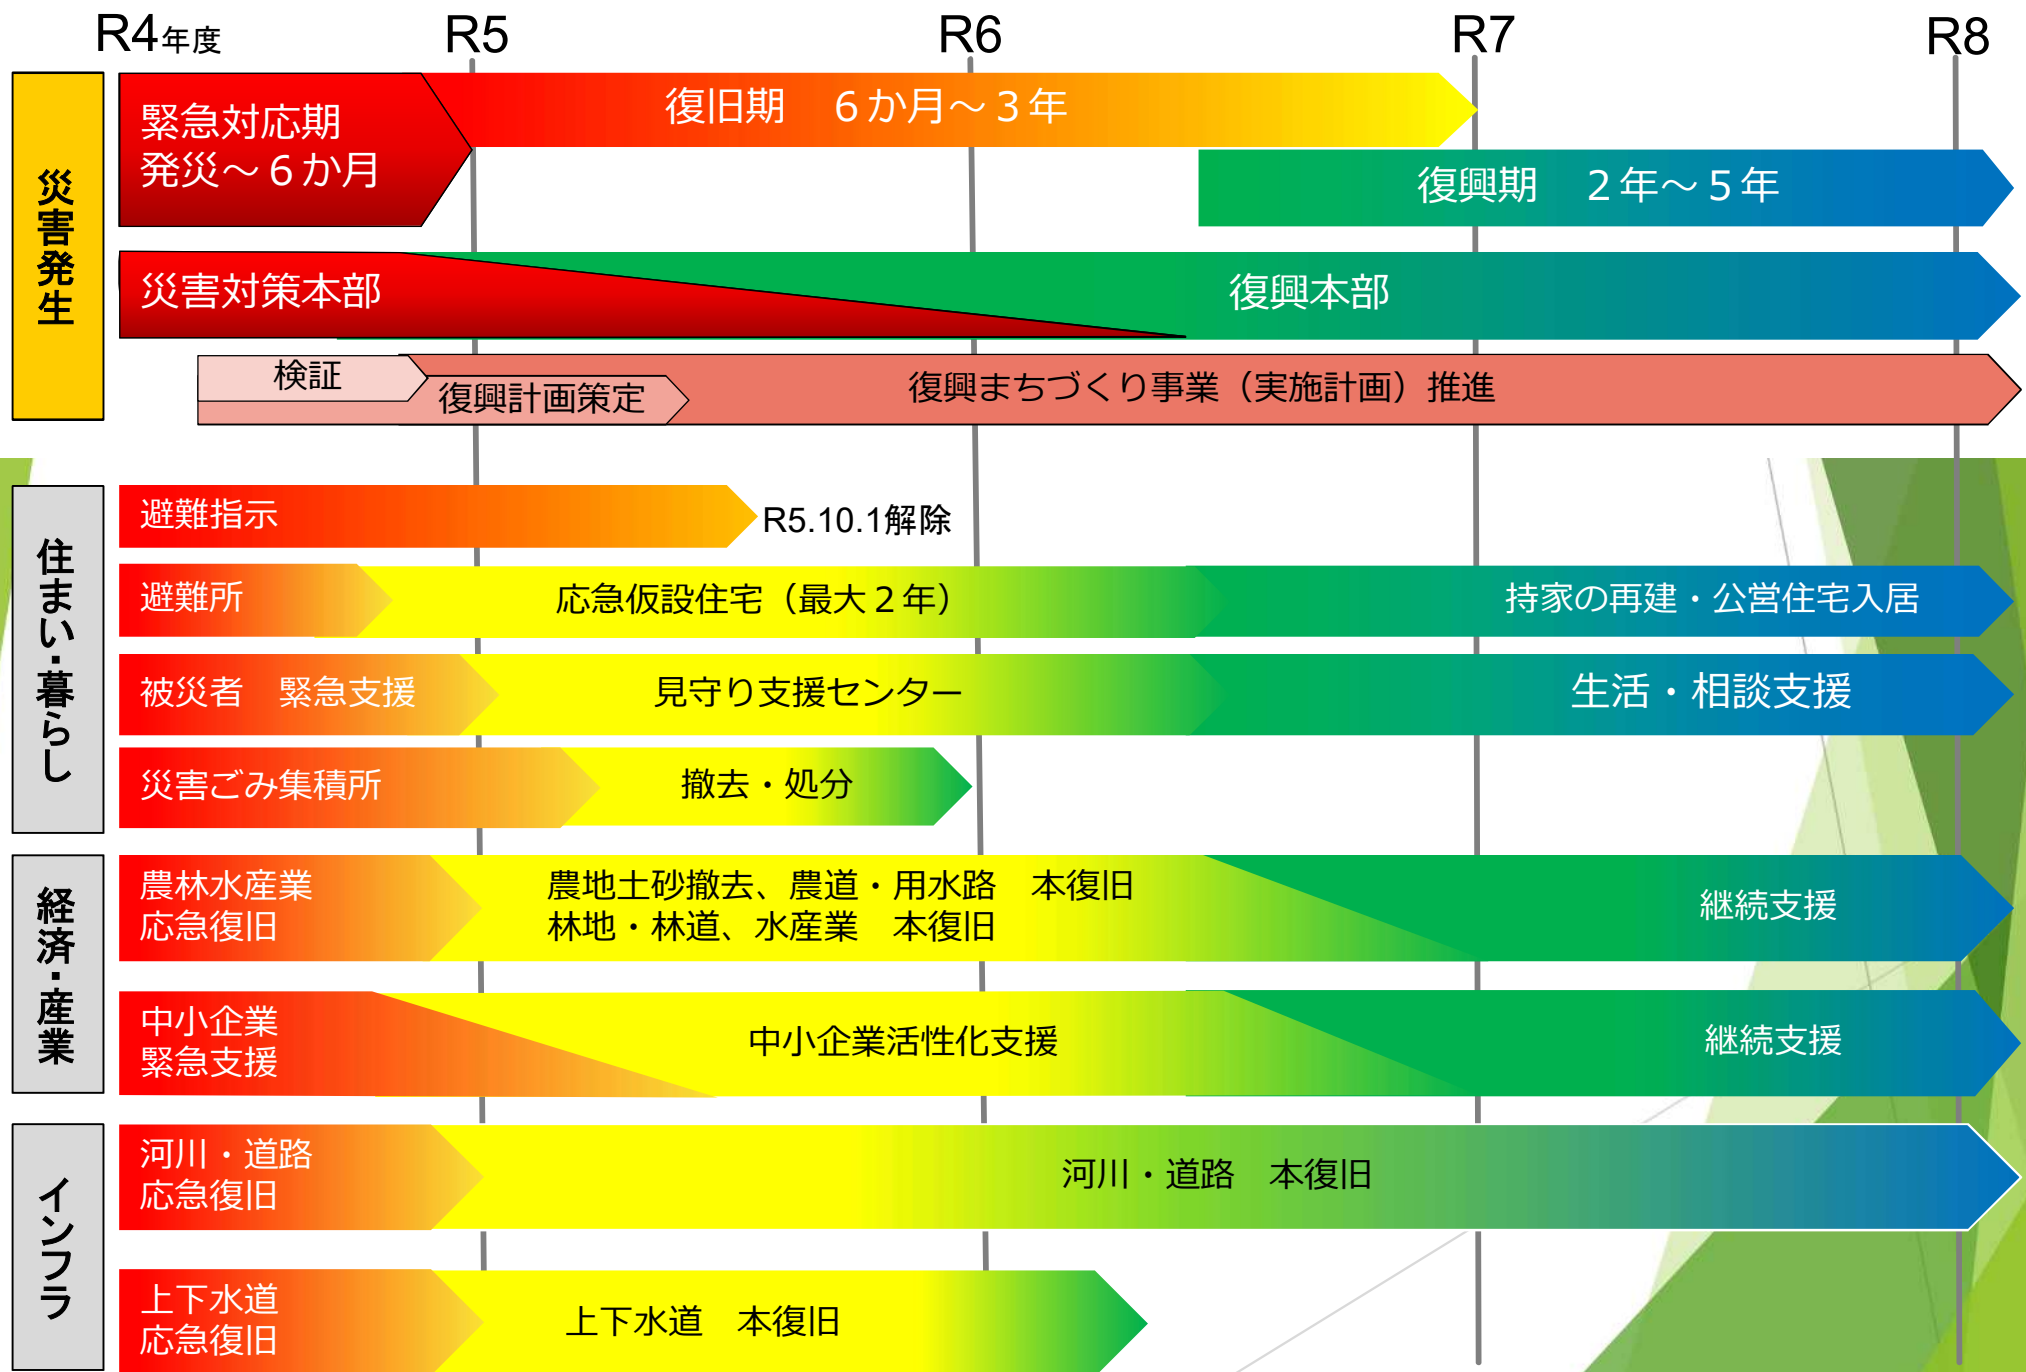 R4年度
R5
R6
R7
R8
災害発生
緊急対応期
発災～６か月
復旧期　６か月～３年
復興期　２年～５年
災害対策本部
復興本部
検証
復興計画策定
復興まちづくり事業（実施計画）推進
住まい・暮らし
避難指示
R5.10.1解除
避難所
応急仮設住宅（最大２年）
持家の再建・公営住宅入居
被災者　緊急支援
見守り支援センター
生活・相談支援
災害ごみ集積所
撤去・処分
経済・産業
農林水産業
応急復旧
農地土砂撤去、農道・用水路　本復旧
林地・林道、水産業　本復旧
継続支援
中小企業
緊急支援
中小企業活性化支援
継続支援
インフラ
河川・道路
応急復旧
河川・道路　本復旧
上下水道
応急復旧
上下水道　本復旧